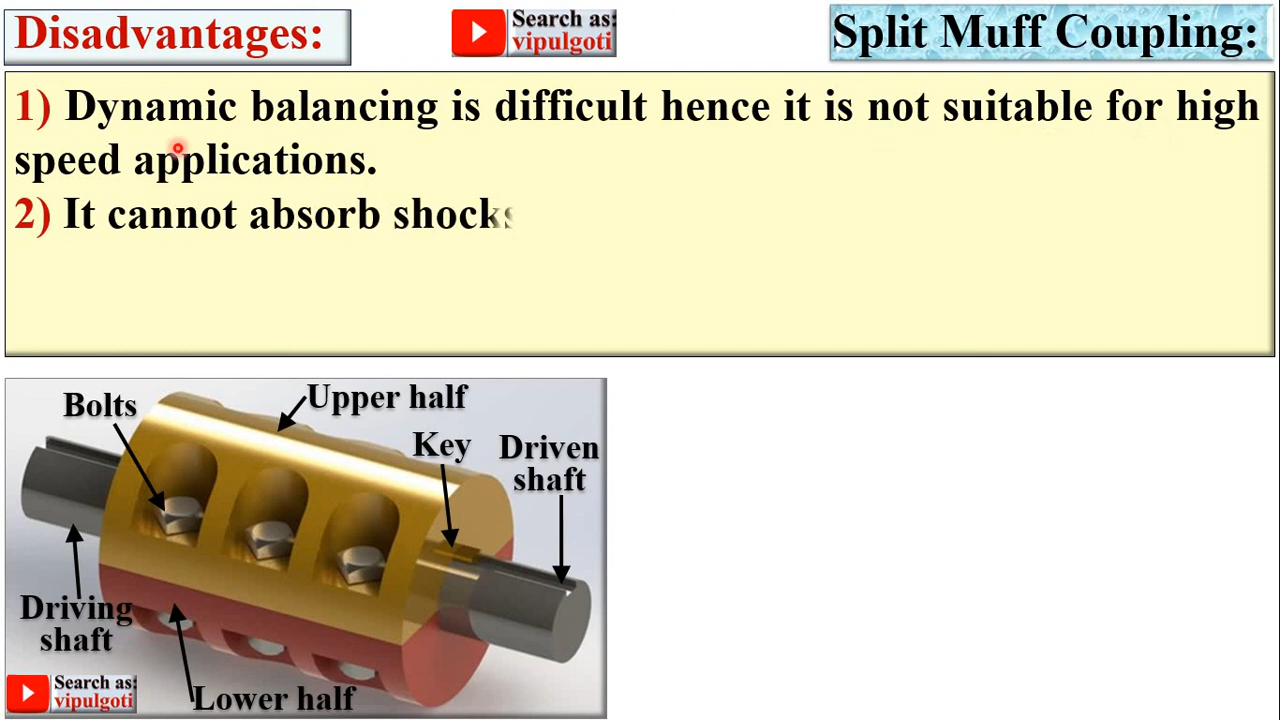 Disadvantages:
Search as:
vipulgoti
Split Muff Coupling:
1) Dynamic balancing is difficult hence it is not suitable for high
speed applications.
2) It cannot absorb shocks
Bolts
Upper half
Key
Driven
shaft
Driving
shaft
Lower half
Search as:
vipulgoti